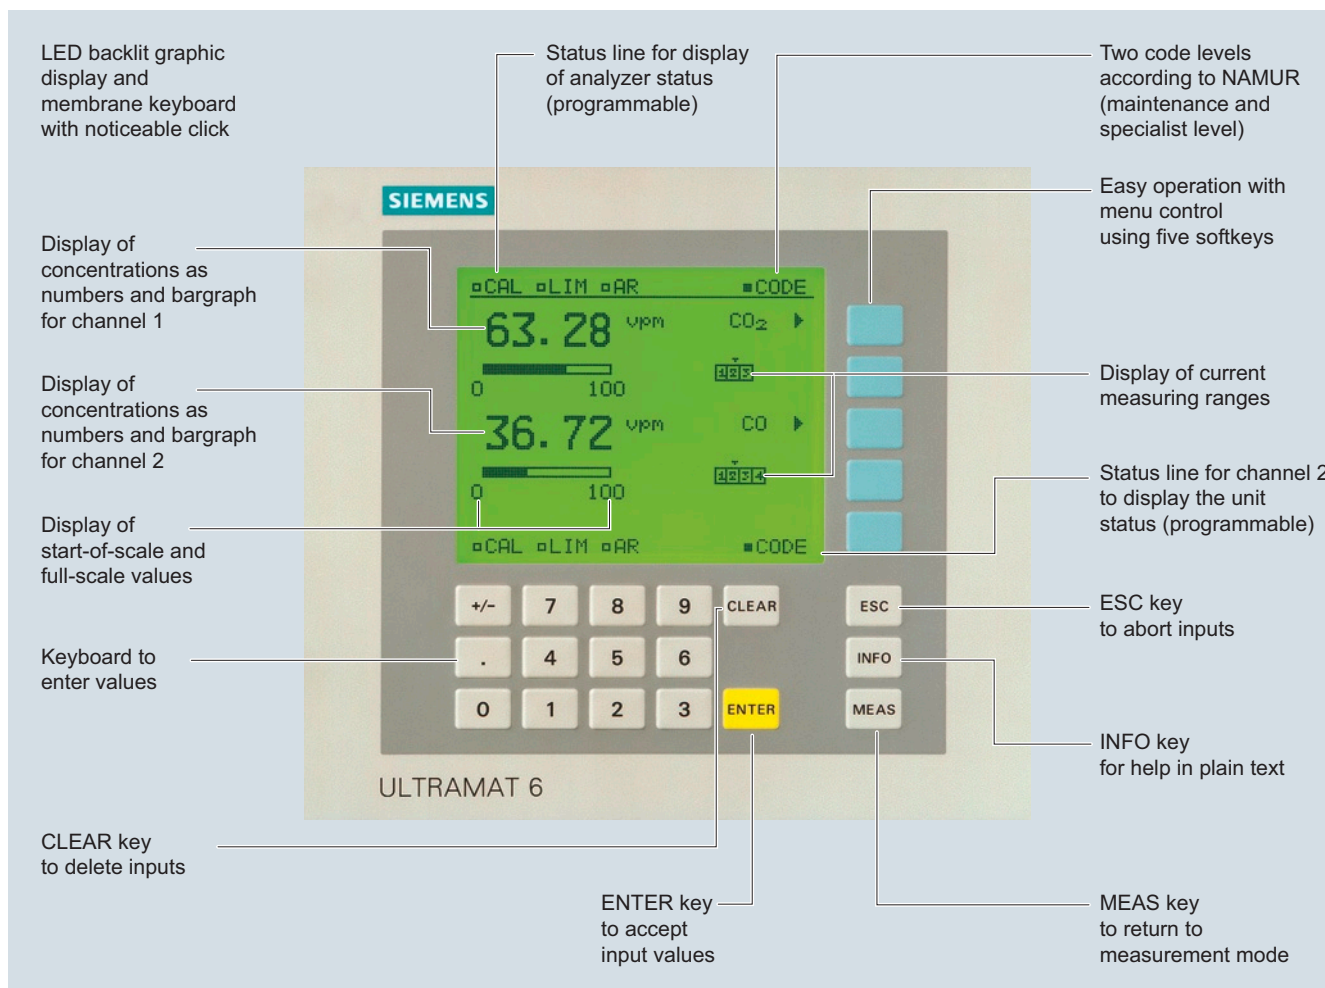 LED backlit graphic
display and
membrane keyboard
with noticeable click
Status line for display
of analyzer status
(programmable)
Two code levels
according to NAMUR
(maintenance and
specialist level)
Easy operation with
menu control
using five softkeys
SIEMENS
Display of
concentrations as
numbers and bargraph
for channel 1
CAL LIM AR CODE
63.28 vpm CO₂
1 2 3
0 100
Display of current
measuring ranges
Display of
concentrations as
numbers and bargraph
for channel 2
36.72 vpm CO
1 2 3 4
0 100
Status line for channel 2
to display the unit
status (programmable)
Display of
start-of-scale and
full-scale values
CAL LIM AR CODE
+/- 7 8 9 CLEAR ESC
. 4 5 6 INFO
0 1 2 3 ENTER MEAS
ESC key
to abort inputs
Keyboard to
enter values
INFO key
for help in plain text
ULTRAMAT 6
CLEAR key
to delete inputs
ENTER key
to accept
input values
MEAS key
to return to
measurement mode